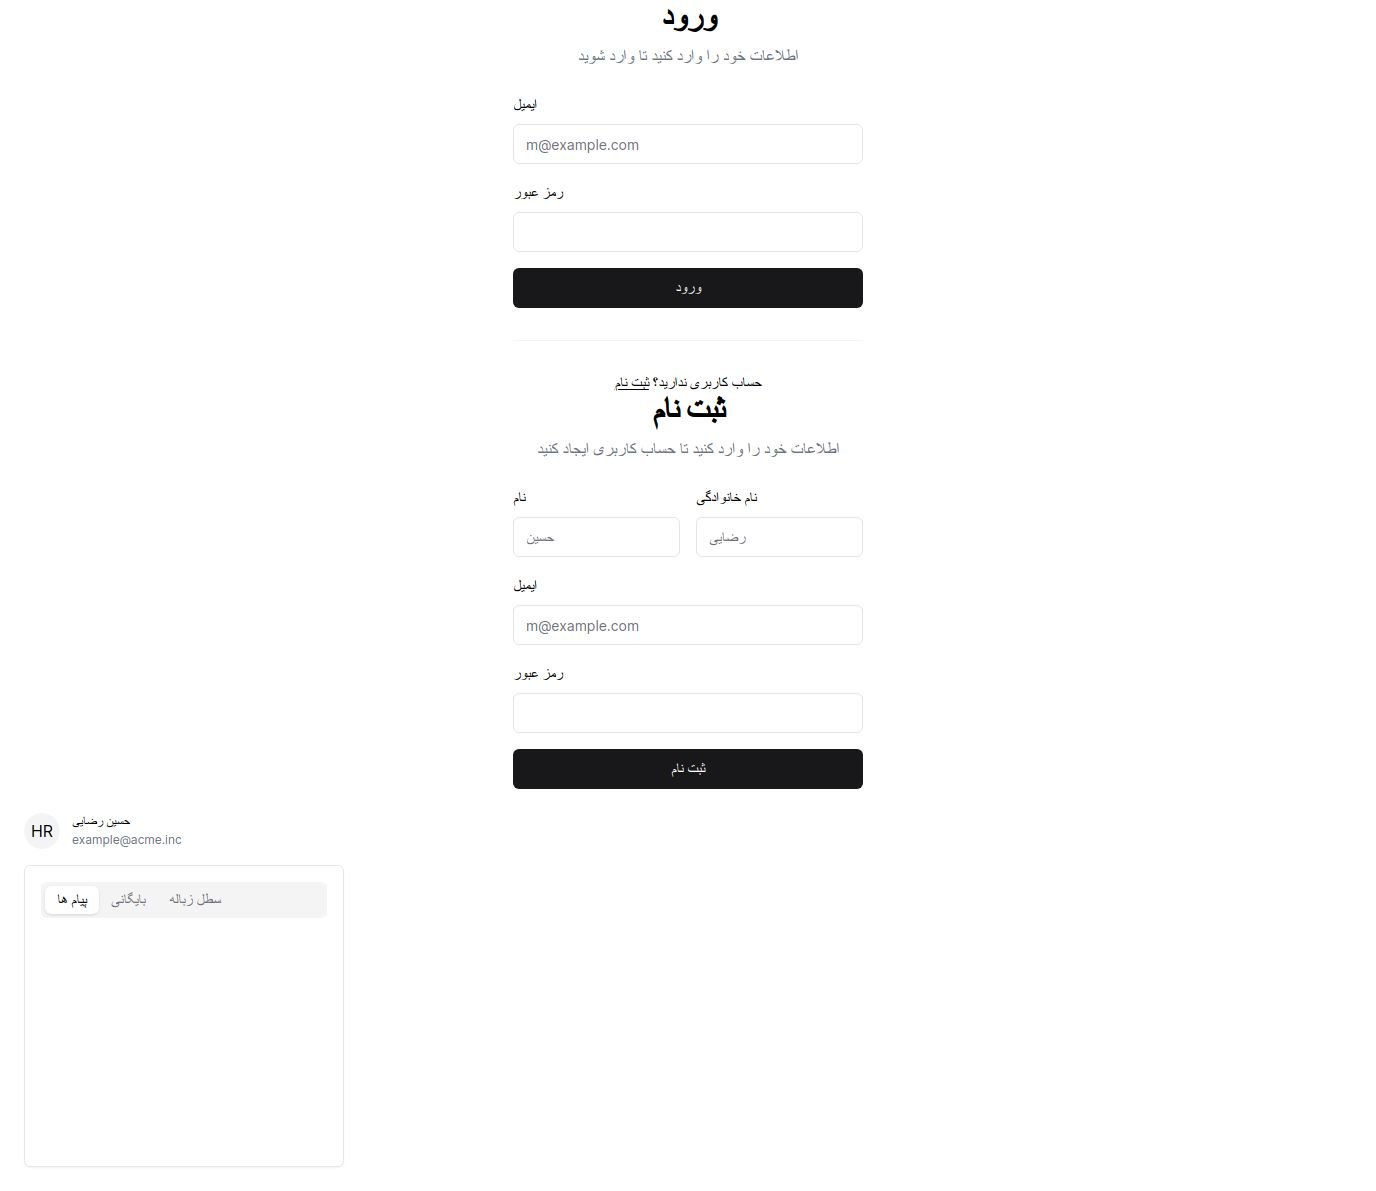 ورود
اطلاعات خود را وارد کنید تا وارد شوید
ایمیل
m@example.com
رمز عبور
ورود
حساب کاربری ندارید؟ ثبت نام
ثبت نام
اطلاعات خود را وارد کنید تا حساب کاربری ایجاد کنید
نام
نام خانوادگی
حسین
رضایی
ایمیل
m@example.com
رمز عبور
ثبت نام
HR
حسین رضایی
example@acme.inc
پیام ها
بایگانی
سطل زباله